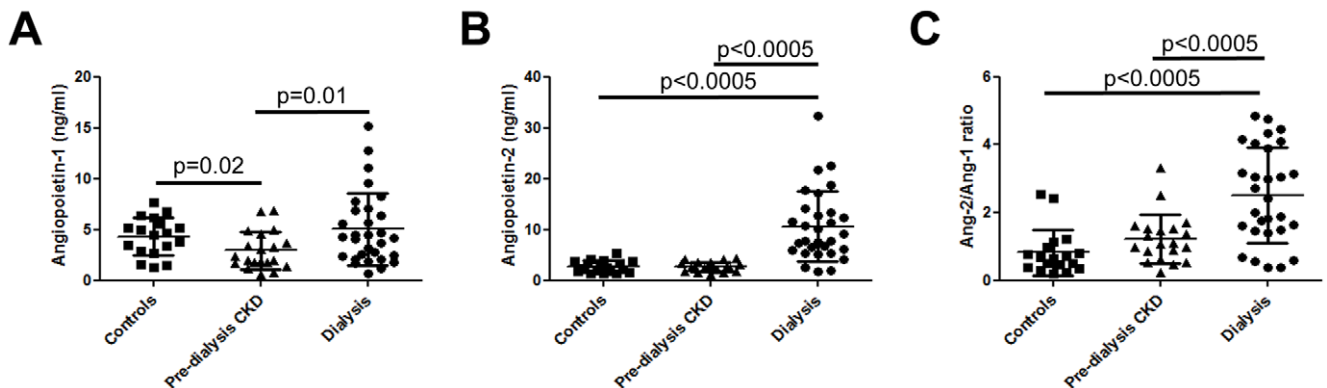 A
Angiopoietin-1 (ng/ml)
20
15
10
5
0
p=0.01
p=0.02
Controls
Pre-dialysis CKD
Dialysis
B
Angiopoietin-2 (ng/ml)
40
30
20
10
0
p<0.0005
p<0.0005
Controls
Pre-dialysis CKD
Dialysis
C
Ang-2/Ang-1 ratio
6
4
2
0
p<0.0005
p<0.0005
Controls
Pre-dialysis CKD
Dialysis